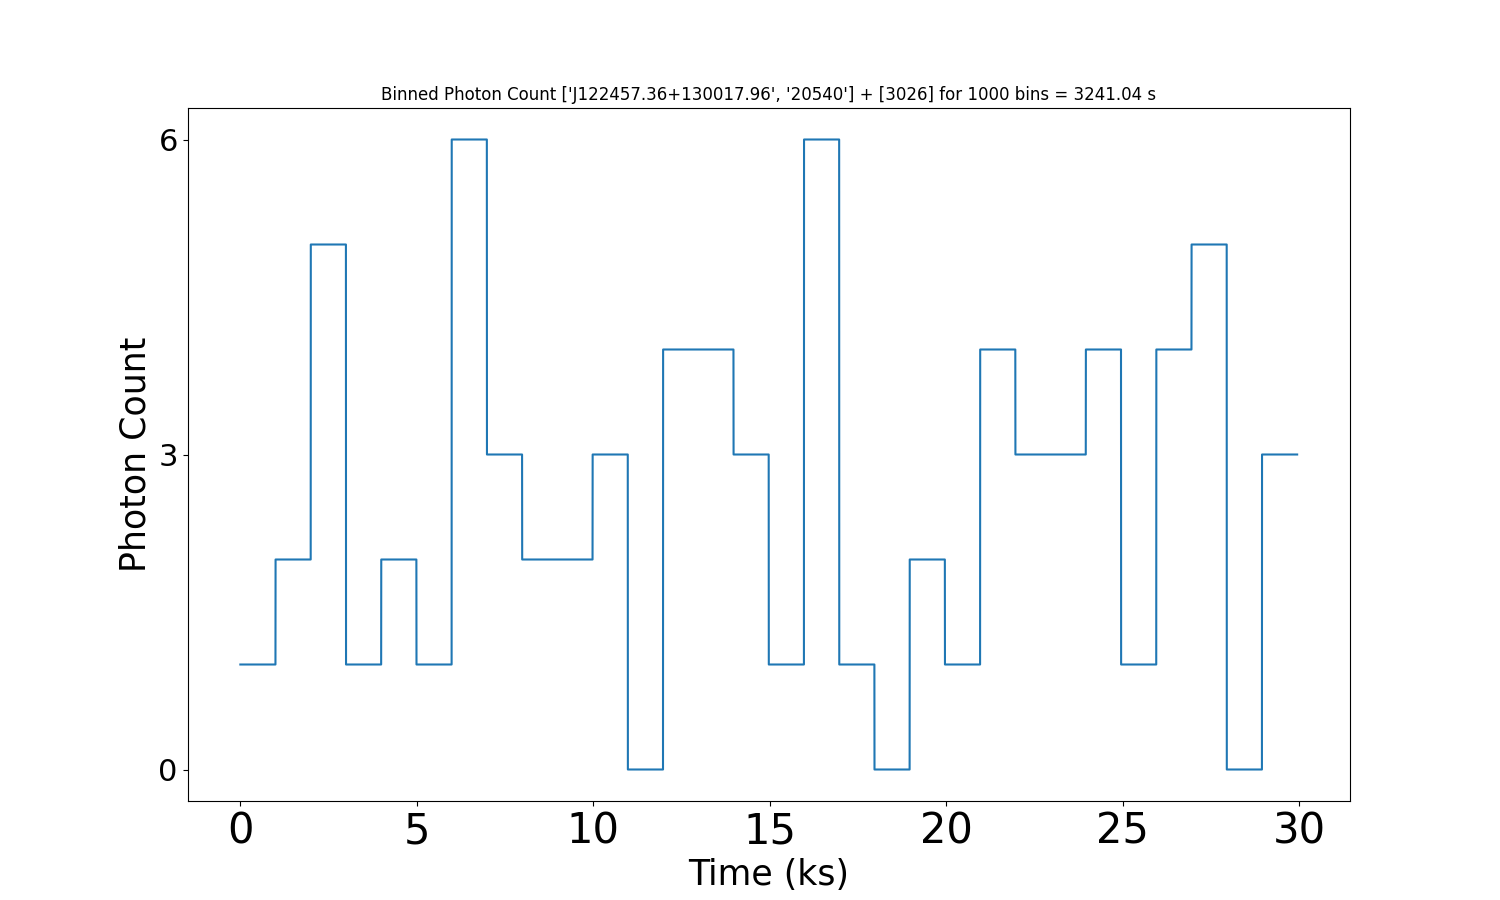 Binned Photon Count ['J122457.36+130017.96', '20540'] + [3026] for 1000 bins = 3241.04 s
6
3
0
Photon Count
0 5 10 15 20 25 30
Time (ks)